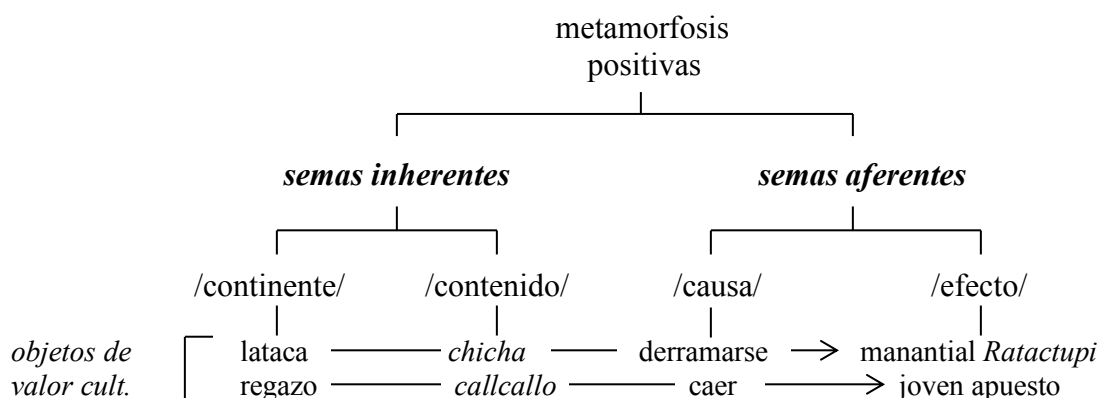 metamorfosis
positivas
semas inherentes semas aferentes
/continente/ /contenido/ /causa/ /efecto/
objetos de lataca chicha derramarse manantial Ratactupi
valor cult. regazo callcallo caer joven apuesto